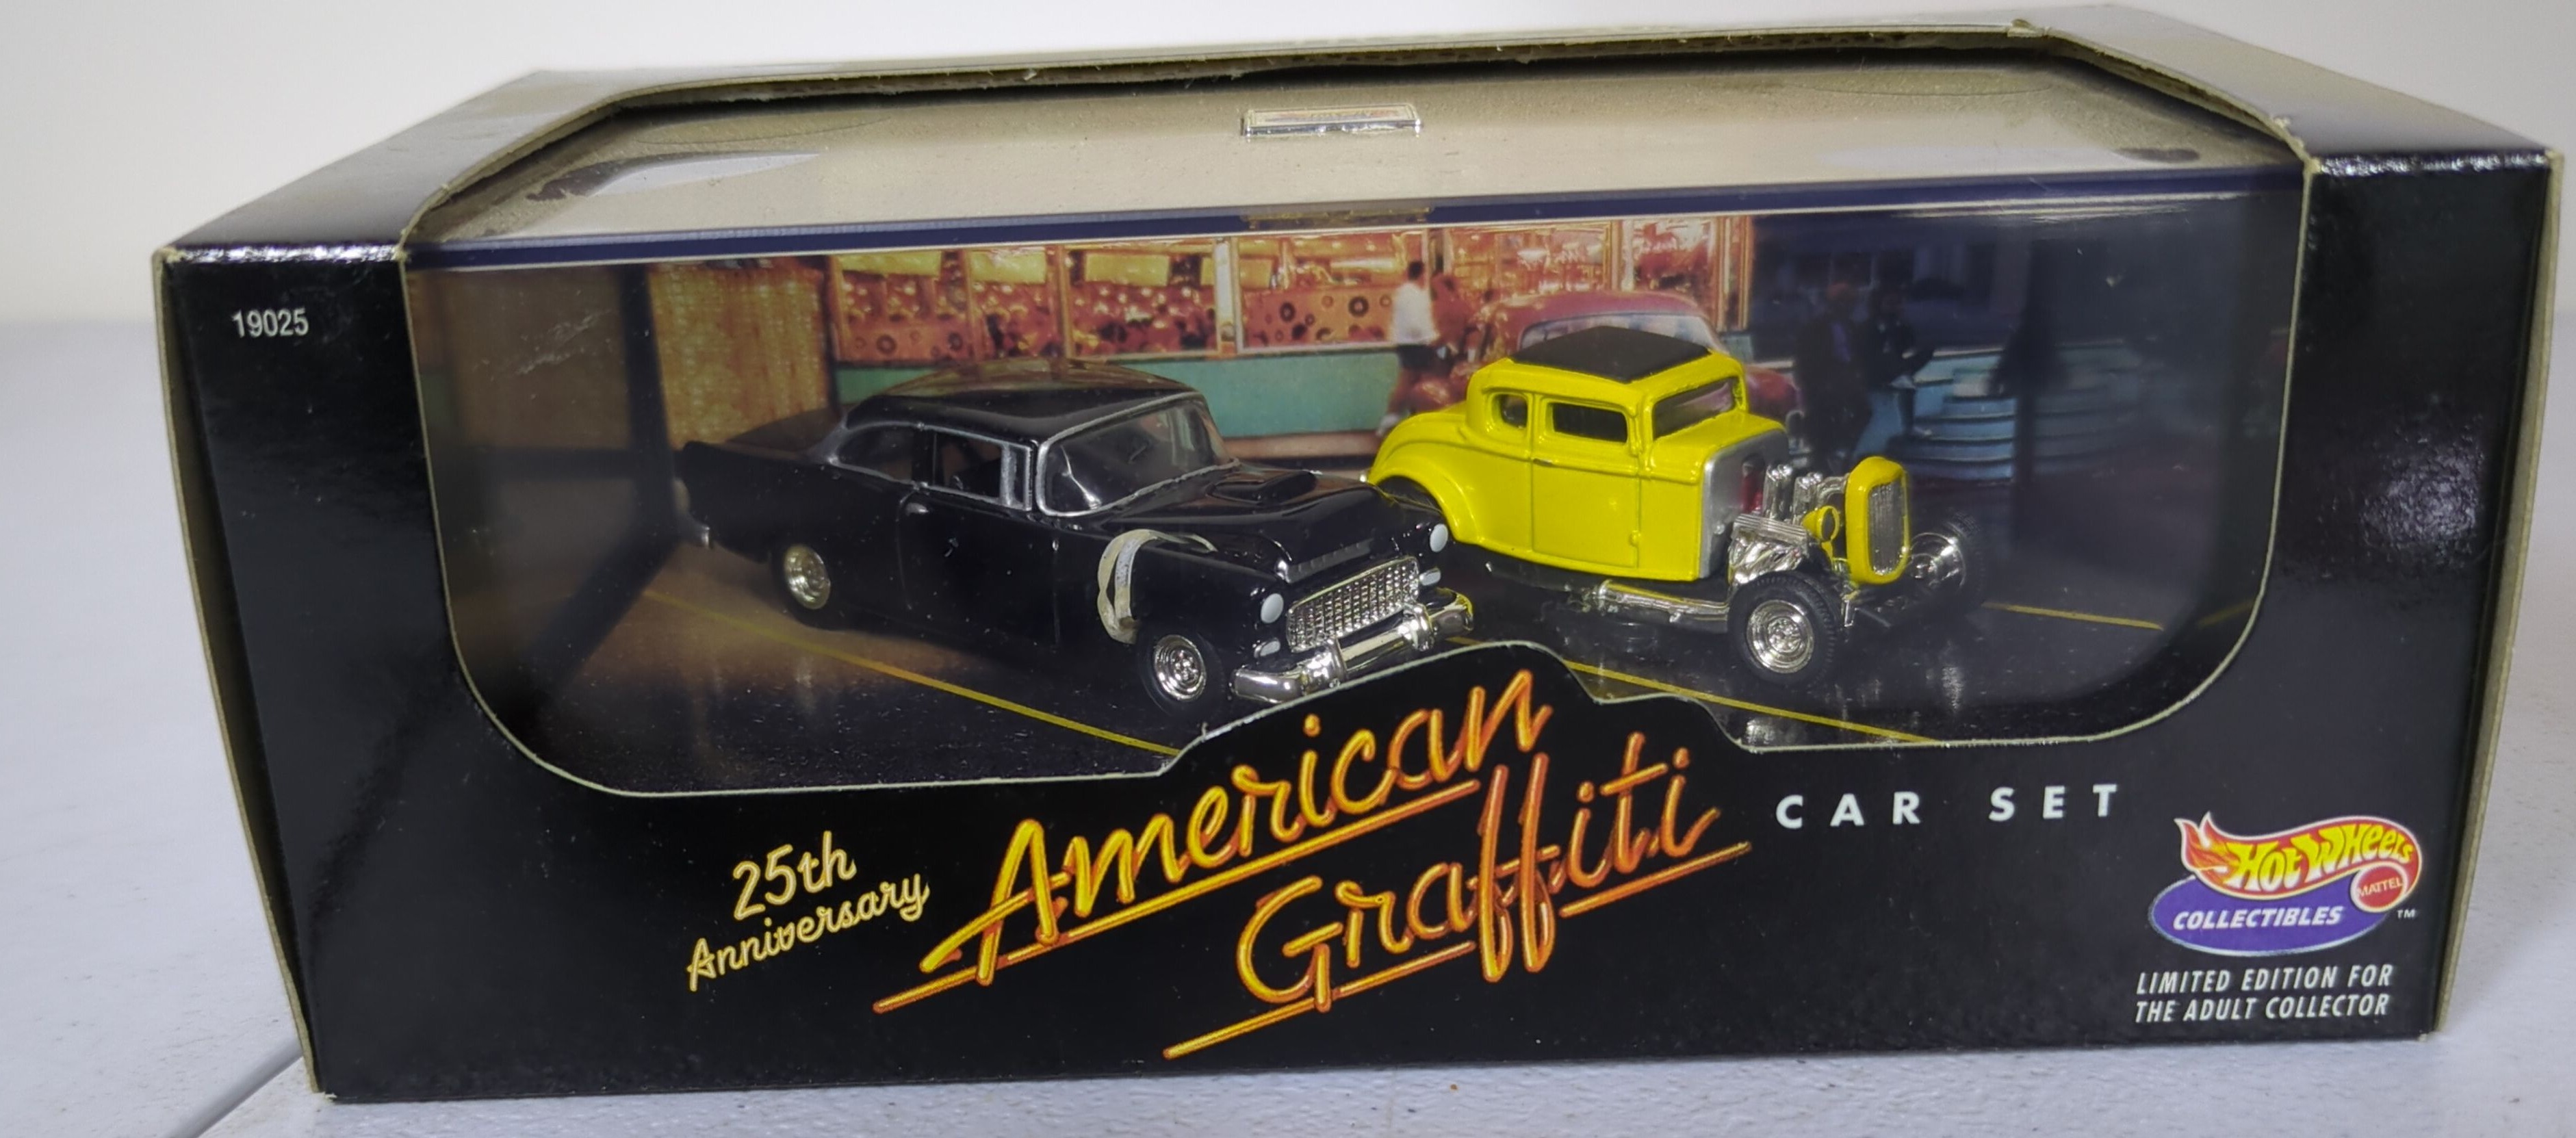 19025
25th
Anniversary
American
Graffiti
CAR SET
Hot Wheels
MATTEL
COLLECTIBLES
TM
LIMITED EDITION FOR
THE ADULT COLLECTOR